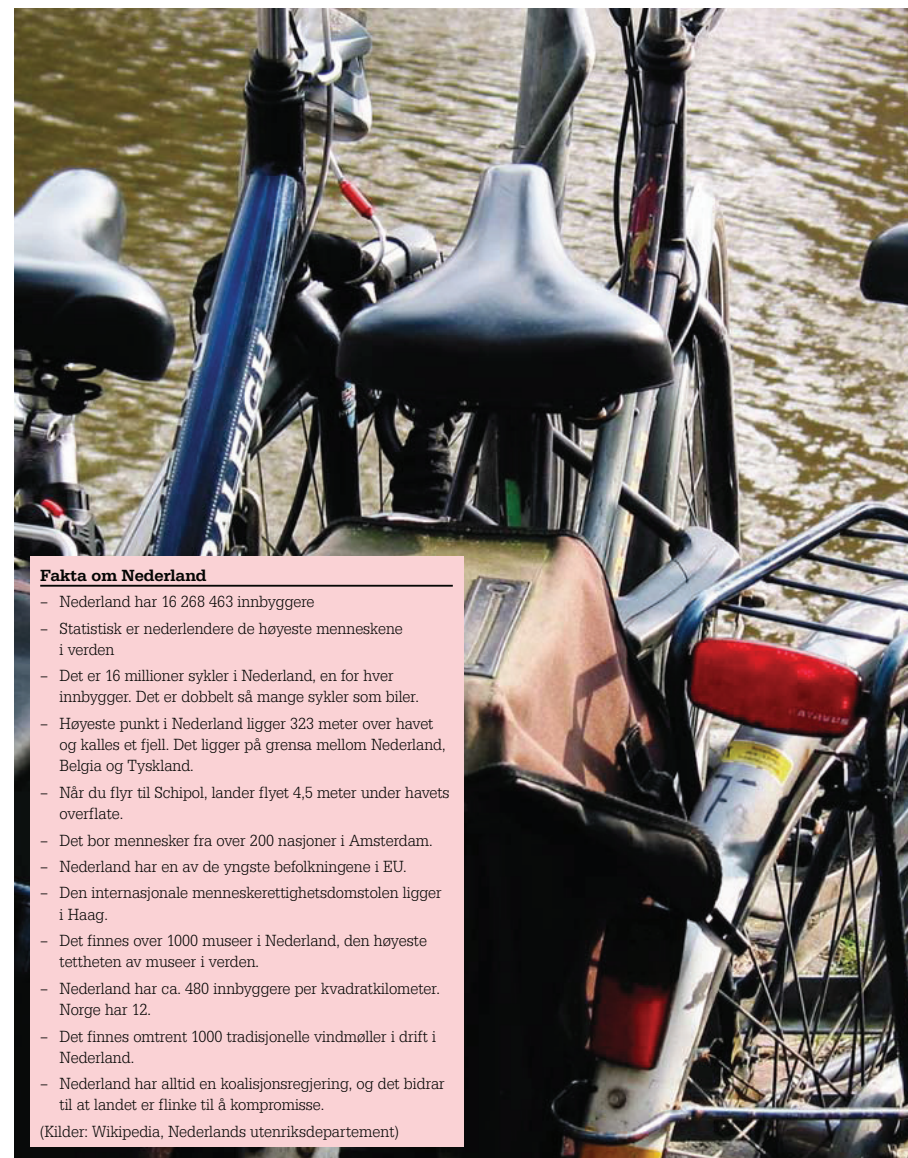 RALEIGH
BATAVUS
Fakta om Nederland
– Nederland har 16 268 463 innbyggere
– Statistisk er nederlendere de høyeste menneskene
i verden
– Det er 16 millioner sykler i Nederland, en for hver
innbygger. Det er dobbelt så mange sykler som biler.
– Høyeste punkt i Nederland ligger 323 meter over havet
og kalles et fjell. Det ligger på grensa mellom Nederland,
Belgia og Tyskland.
– Når du flyr til Schipol, lander flyet 4,5 meter under havets
overflate.
– Det bor mennesker fra over 200 nasjoner i Amsterdam.
– Nederland har en av de yngste befolkningene i EU.
– Den internasjonale menneskerettighetsdomstolen ligger
i Haag.
– Det finnes over 1000 museer i Nederland, den høyeste
tettheten av museer i verden.
– Nederland har ca. 480 innbyggere per kvadratkilometer.
Norge har 12.
– Det finnes omtrent 1000 tradisjonelle vindmøller i drift i
Nederland.
– Nederland har alltid en koalisjonsregjering, og det bidrar
til at landet er flinke til å kompromisse.
(Kilder: Wikipedia, Nederlands utenriksdepartement)